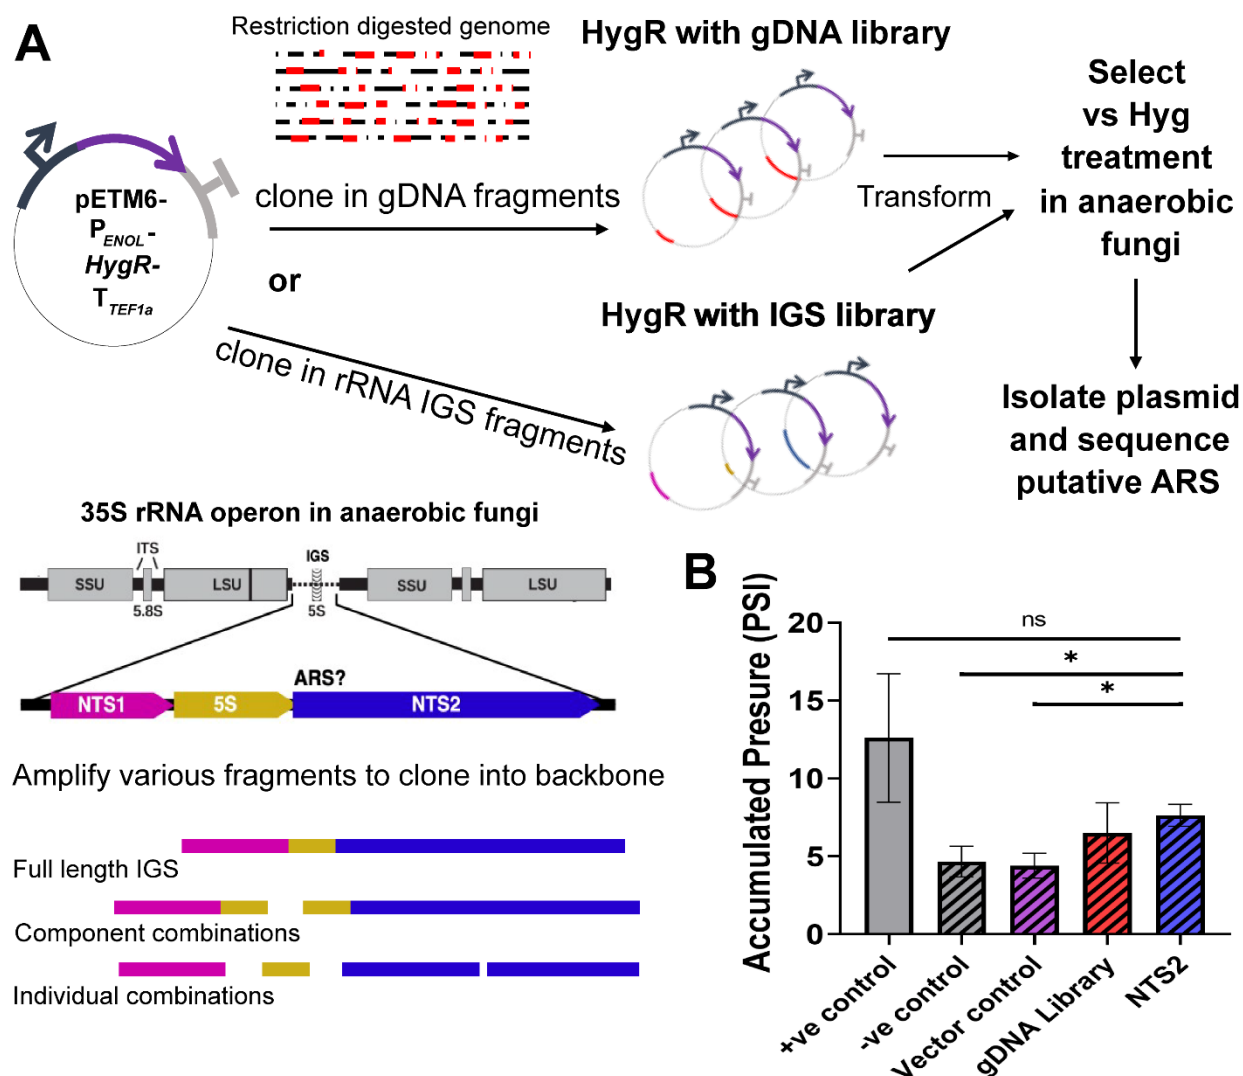 A
Restriction digested genome
HygR with gDNA library
Select
vs Hyg
treatment
in anaerobic
fungi
pETM6-
PENOL-
HygR-
TTEF1a
clone in gDNA fragments
Transform
or
clone in rRNA IGS fragments
HygR with IGS library
Isolate plasmid
and sequence
putative ARS
35S rRNA operon in anaerobic fungi
ITS
IGS
SSU
LSU
SSU
LSU
5.8S
5S
ARS?
NTS1
5S
NTS2
Amplify various fragments to clone into backbone
Full length IGS
Component combinations
Individual combinations
B
Accumulated Presure (PSI)
20
15
10
5
0
ns
*
*
+ve control
-ve control
Vector control
gDNA Library
NTS2